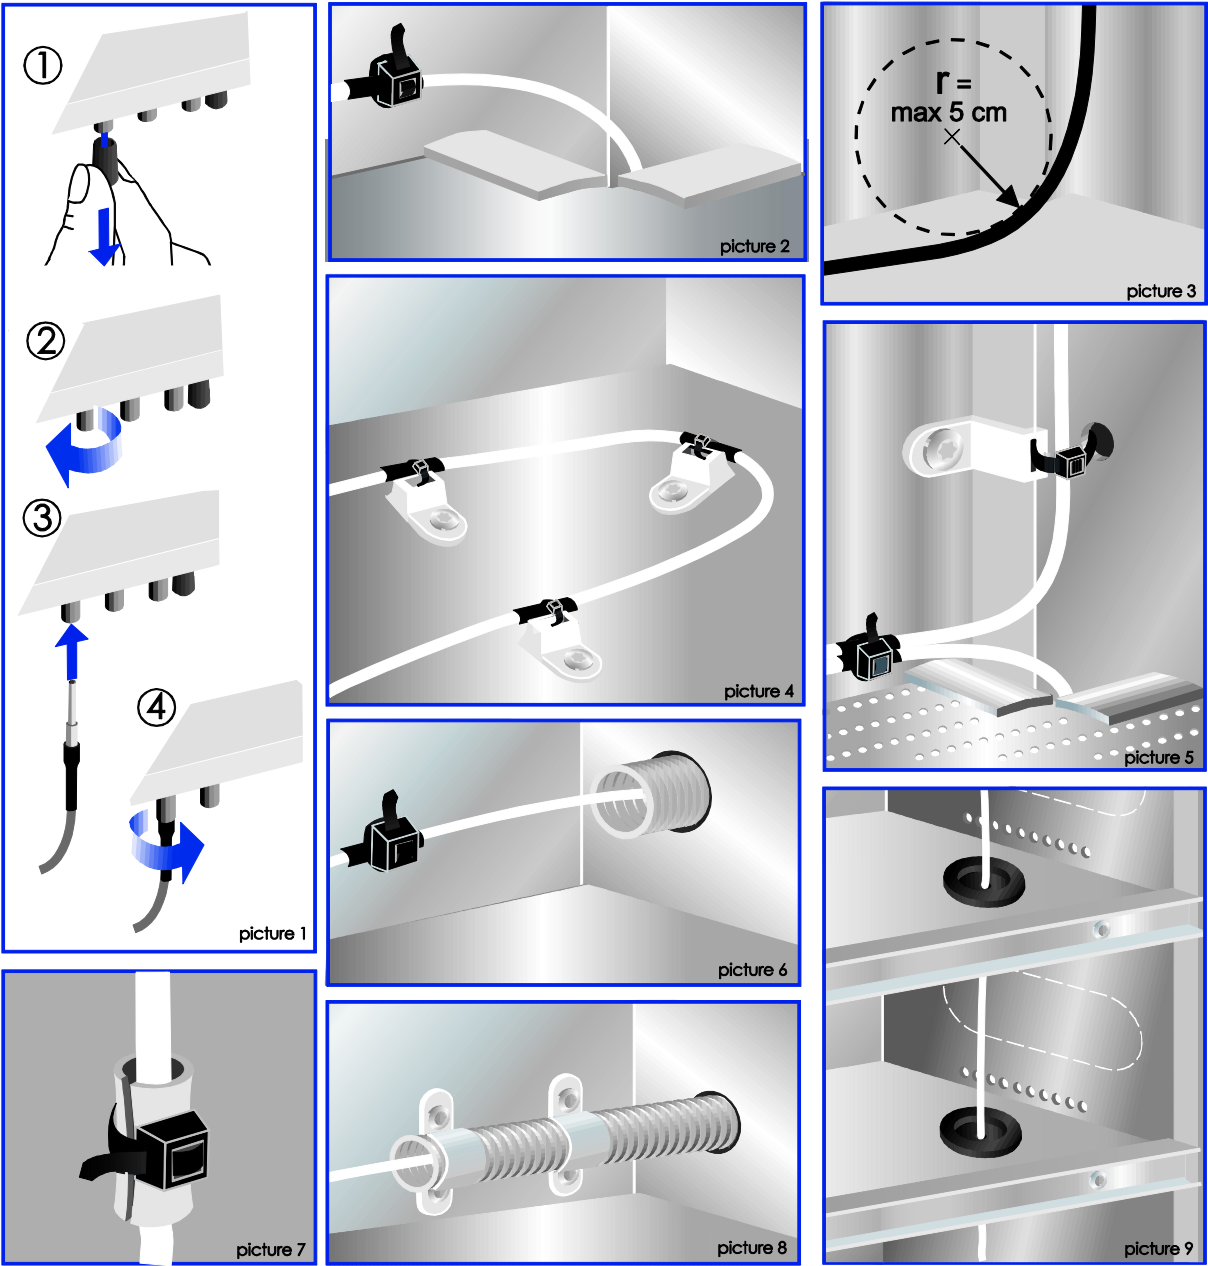 ①
②
③
④
picture 1
picture 2
r =
max 5 cm
picture 3
picture 4
picture 5
picture 6
picture 7
picture 8
picture 9